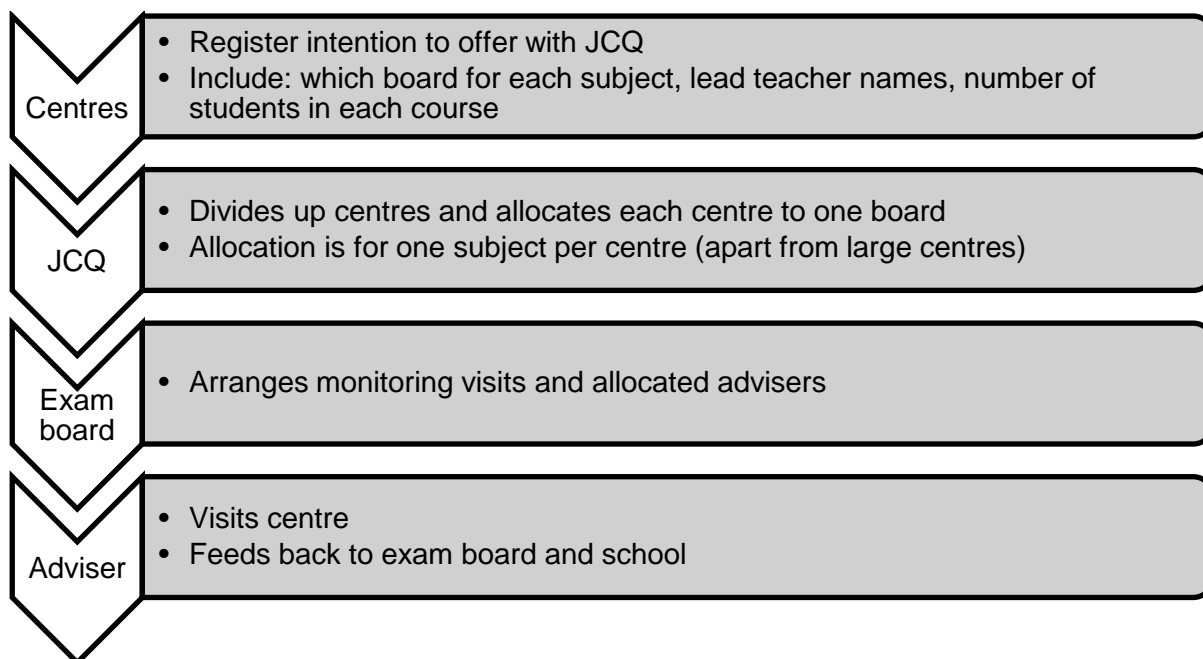 Centres
• Register intention to offer with JCQ
• Include: which board for each subject, lead teacher names, number of
students in each course
JCQ
• Divides up centres and allocates each centre to one board
• Allocation is for one subject per centre (apart from large centres)
Exam
board
• Arranges monitoring visits and allocated advisers
Adviser
• Visits centre
• Feeds back to exam board and school